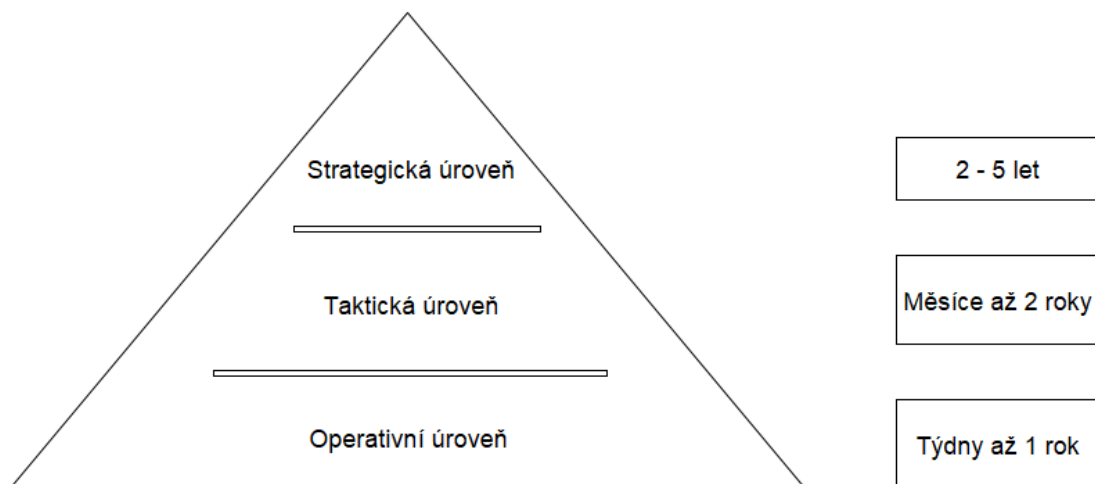 Strategická úroveň
2 - 5 let
Taktická úroveň
Měsíce až 2 roky
Operativní úroveň
Týdny až 1 rok